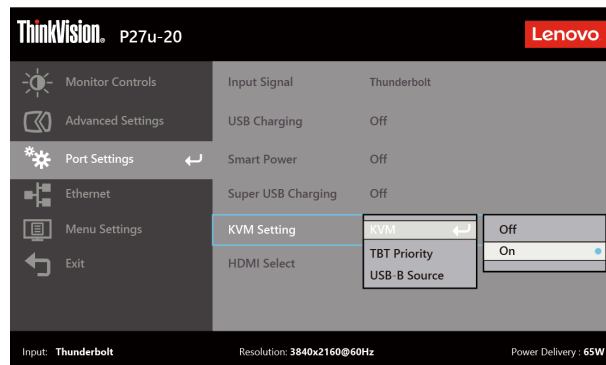 ThinkVision® P27u-20 Lenovo
Monitor Controls Input Signal Thunderbolt
Advanced Settings USB Charging Off
Port Settings Smart Power Off
Ethernet Super USB Charging Off
Menu Settings KVM Setting KVM Off
TBT Priority On
Exit HDMI Select USB-B Source
Input: Thunderbolt Resolution: 3840x2160@60Hz Power Delivery : 65W